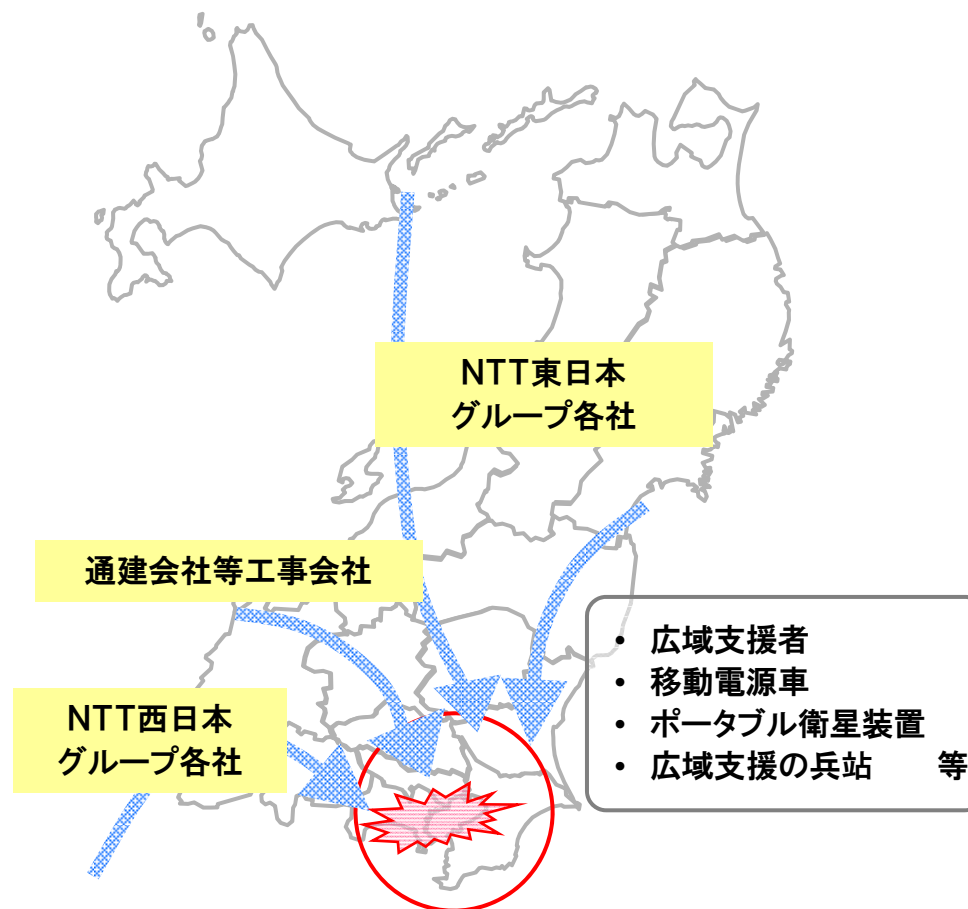 NTT東日本
グループ各社
通建会社等工事会社
NTT西日本
グループ各社
• 広域支援者
• 移動電源車
• ポータブル衛星装置
• 広域支援の兵站　等